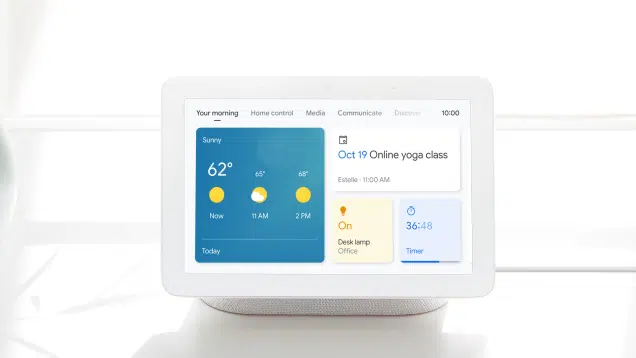 Your morning Home control Media Communicate Discover 10:00
Sunny
62°
65°
68°
Now
11 AM
2 PM
Today
Oct 19 Online yoga class
Estelle · 11:00 AM
On
Desk lamp
Office
36:48
Timer